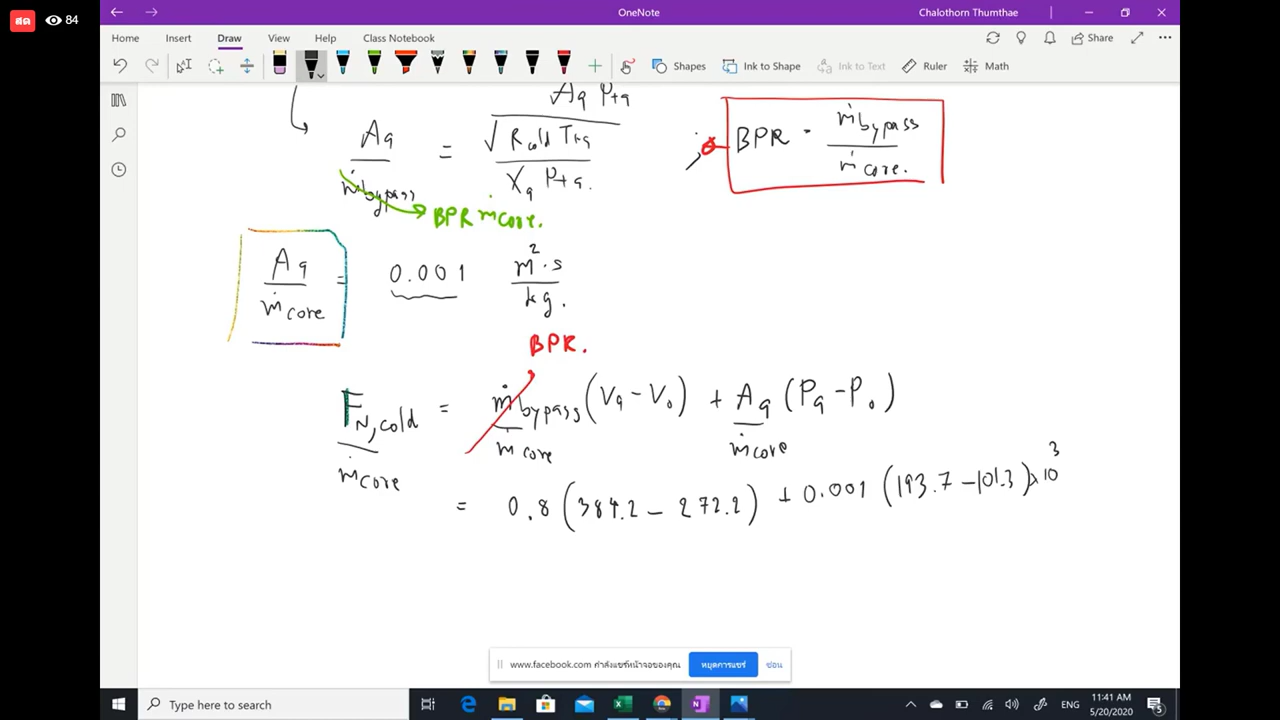 สด 84
OneNote
Chalothorn Thumthae
Home Insert Draw View Help Class Notebook
Share
Shapes Ink to Shape Ink to Text Ruler Math
A9 Pt9
A9 / ṁbypass = √Rcold Tt9 / X9 Pt9.
BPR ṁcore.
BPR = ṁbypass / ṁcore.
A9 / ṁcore = 0.001 m²·s / kg.
BPR.
FN,cold / ṁcore = ṁbypass / ṁcore (V9 - V0) + A9 / ṁcore (P9 - P0)
= 0.8 (384.2 - 272.2) + 0.001 (193.7 - 101.3) × 10³
www.facebook.com กำลังแชร์หน้าจอของคุณ หยุดการแชร์ ซ่อน
Type here to search
ENG
11:41 AM
5/20/2020
5